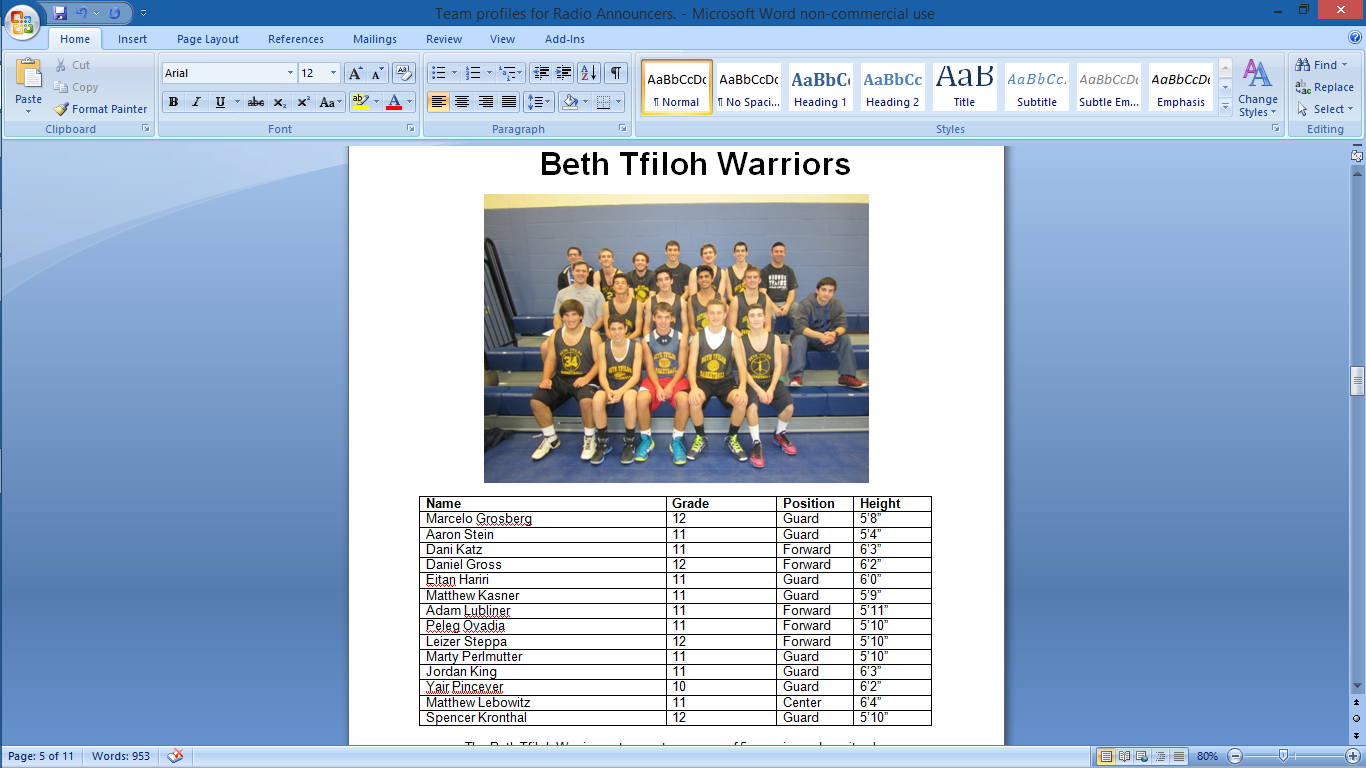 Team profiles for Radio Announcers. - Microsoft Word non-commercial use
Home Insert Page Layout References Mailings Review View Add-Ins
Paste
Cut
Copy
Format Painter
Clipboard
Arial 12
B I U abc x₂ x² Aa
Font
Paragraph
AaBbCcDc AaBbCcDc AaBbC AaBbCc AaB AaBbCc. AaBbCcDc AaBbCcDc
¶ Normal ¶ No Spaci... Heading 1 Heading 2 Title Subtitle Subtle Em... Emphasis
Change Styles
Styles
Find
Replace
Select
Editing
Beth Tfiloh Warriors
34
BETH TFILOH
BASKETBALL
Name Grade Position Height
Marcelo Grosberg 12 Guard 5’8”
Aaron Stein 11 Guard 5’4”
Dani Katz 11 Forward 6’3”
Daniel Gross 12 Forward 6’2”
Eitan Hariri 11 Guard 6’0”
Matthew Kasner 11 Guard 5’9”
Adam Lubliner 11 Forward 5’11”
Peleg Ovadia 11 Forward 5’10”
Leizer Steppa 12 Forward 5’10”
Marty Perlmutter 11 Guard 5’10”
Jordan King 11 Guard 6’3”
Yair Pincever 10 Guard 6’2”
Matthew Lebowitz 11 Center 6’4”
Spencer Kronthal 12 Guard 5’10”
Page: 5 of 11 Words: 953 80%